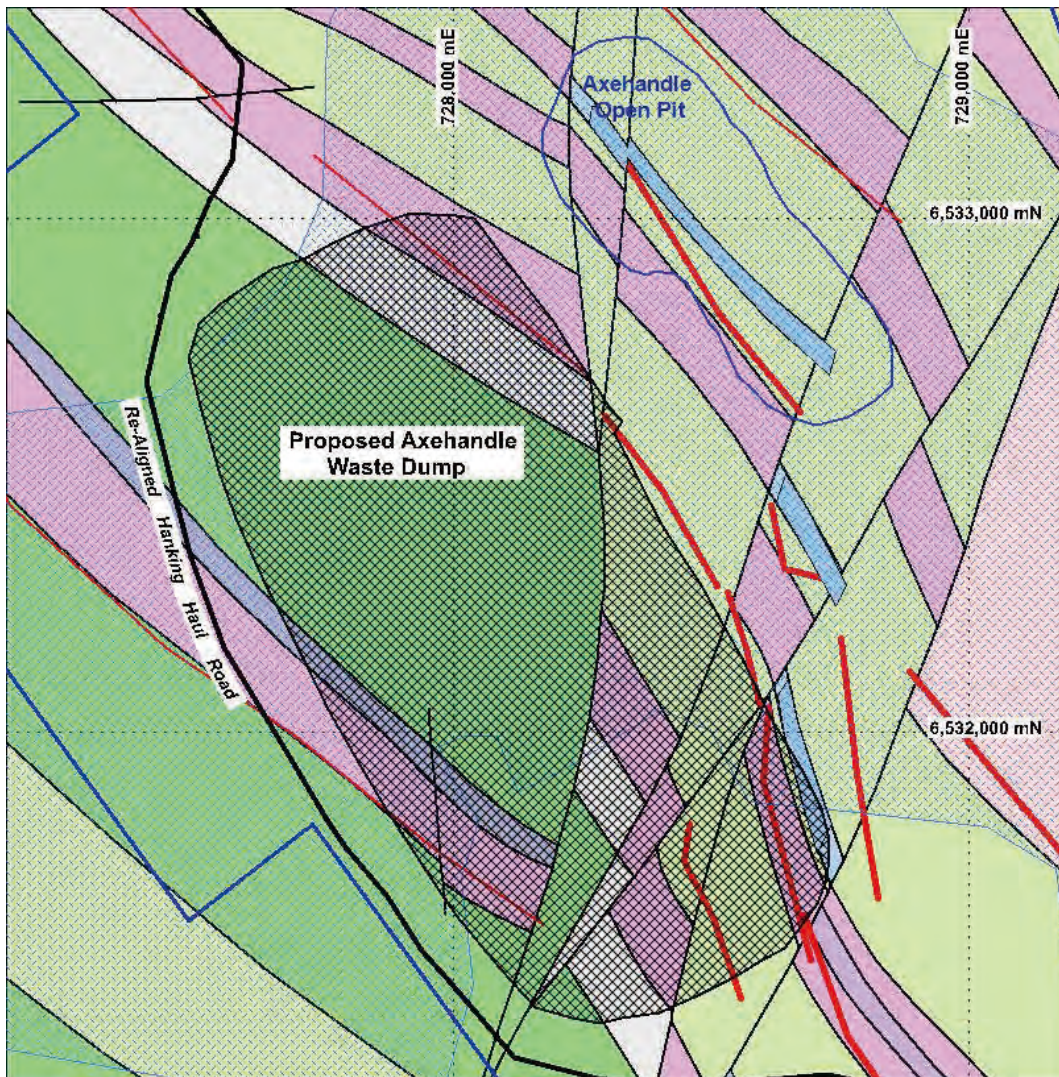 728,000 mE
729,000 mE
Axehandle
Open Pit
6,533,000 mN
Proposed Axehandle
Waste Dump
Re-Aligned Hanking Haul Road
6,532,000 mN